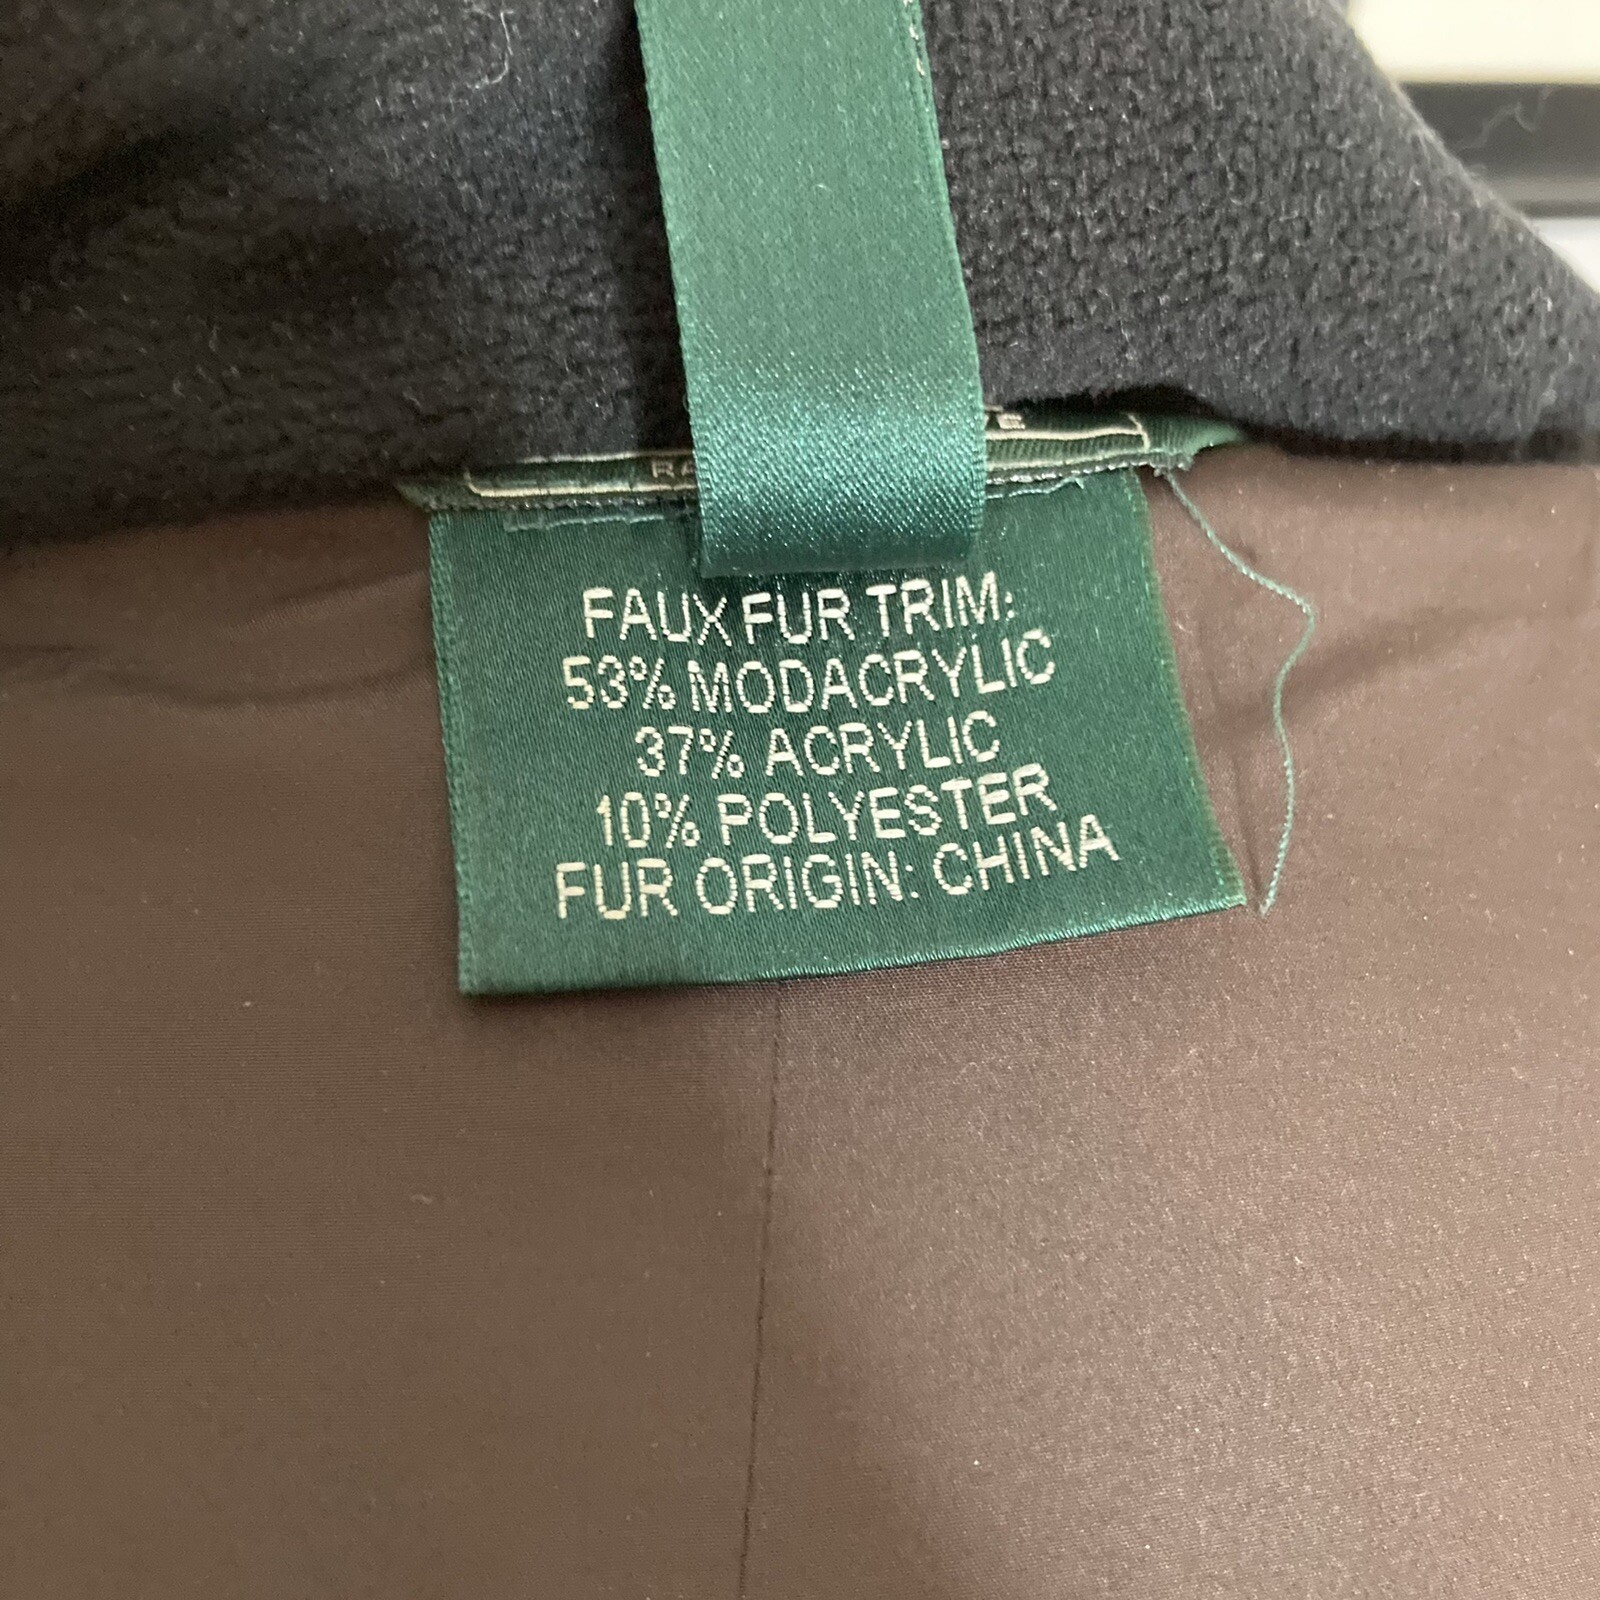 FAUX FUR TRIM:
53% MODACRYLIC
37% ACRYLIC
10% POLYESTER
FUR ORIGIN: CHINA